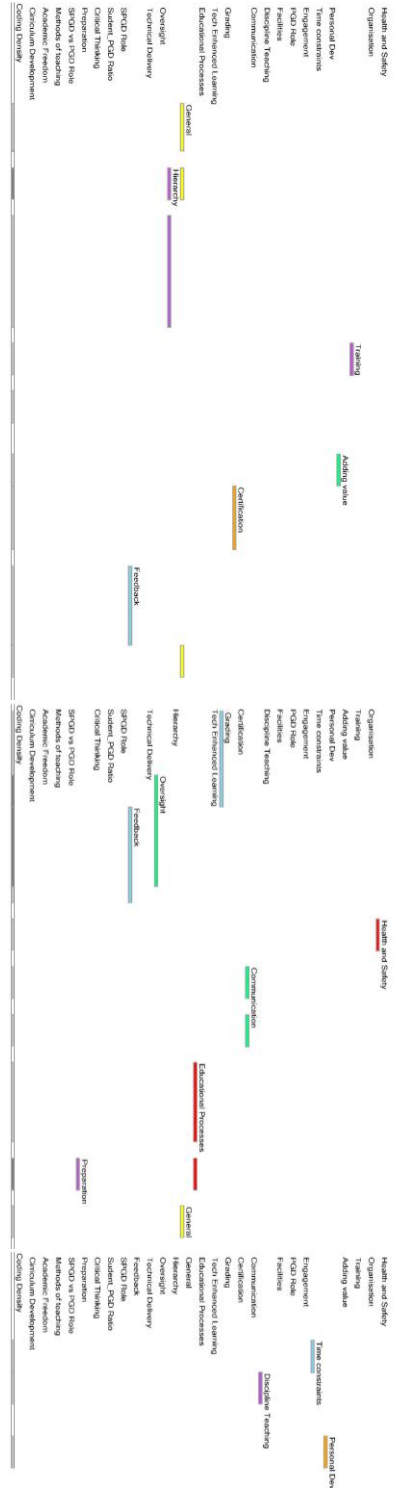 Health and Safety
Organisation
Training
Adding value
Personal Dev
Time constraints
Engagement
PGD Role
Facilities
Discipline Teaching
Communication
Certification
Grading
Tech Enhanced Learning
Educational Processes
General
Hierarchy
Oversight
Technical Delivery
Feedback
SPGD Role
Sudent_PGD Ratio
Critical Thinking
Preparation
SPGD vs PGD Role
Methods of teaching
Academic Freedom
Cirriculum Development
Coding Density
Health and Safety
Organisation
Training
Adding value
Personal Dev
Time constraints
Engagement
PGD Role
Facilities
Discipline Teaching
Communication
Certification
Grading
Tech Enhanced Learning
Educational Processes
General
Hierarchy
Oversight
Technical Delivery
Feedback
SPGD Role
Sudent_PGD Ratio
Critical Thinking
Preparation
SPGD vs PGD Role
Methods of teaching
Academic Freedom
Cirriculum Development
Coding Density
Health and Safety
Organisation
Training
Adding value
Personal Dev
Time constraints
Engagement
PGD Role
Facilities
Discipline Teaching
Communication
Certification
Grading
Tech Enhanced Learning
Educational Processes
General
Hierarchy
Oversight
Technical Delivery
Feedback
SPGD Role
Sudent_PGD Ratio
Critical Thinking
Preparation
SPGD vs PGD Role
Methods of teaching
Academic Freedom
Cirriculum Development
Coding Density